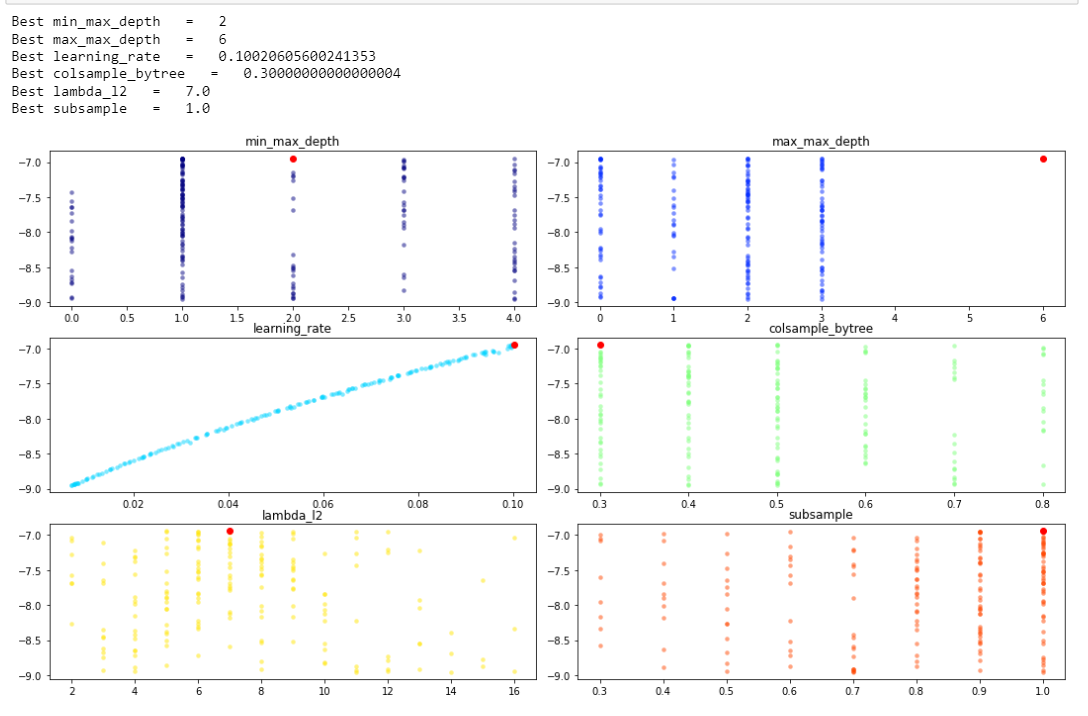 Best min_max_depth = 2
Best max_max_depth = 6
Best learning_rate = 0.10020605600241353
Best colsample_bytree = 0.30000000000000004
Best lambda_l2 = 7.0
Best subsample = 1.0
min_max_depth
−7.0
−7.5
−8.0
−8.5
−9.0
0.0 0.5 1.0 1.5 2.0 2.5 3.0 3.5 4.0
max_max_depth
−7.0
−7.5
−8.0
−8.5
−9.0
0 1 2 3 4 5 6
learning_rate
−7.0
−7.5
−8.0
−8.5
−9.0
0.02 0.04 0.06 0.08 0.10
colsample_bytree
−7.0
−7.5
−8.0
−8.5
−9.0
0.3 0.4 0.5 0.6 0.7 0.8
lambda_l2
−7.0
−7.5
−8.0
−8.5
−9.0
2 4 6 8 10 12 14 16
subsample
−7.0
−7.5
−8.0
−8.5
−9.0
0.3 0.4 0.5 0.6 0.7 0.8 0.9 1.0